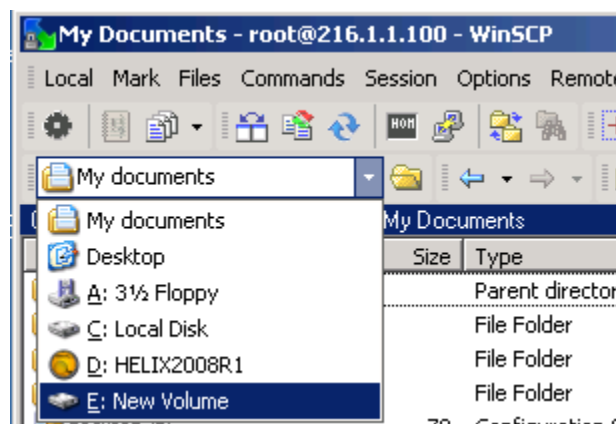 My Documents - root@216.1.1.100 - WinSCP
Local Mark Files Commands Session Options Remote
HOM
My documents
My documents My Documents
Desktop Size Type
A: 3½ Floppy Parent director
C: Local Disk File Folder
D: HELIX2008R1 File Folder
E: New Volume File Folder